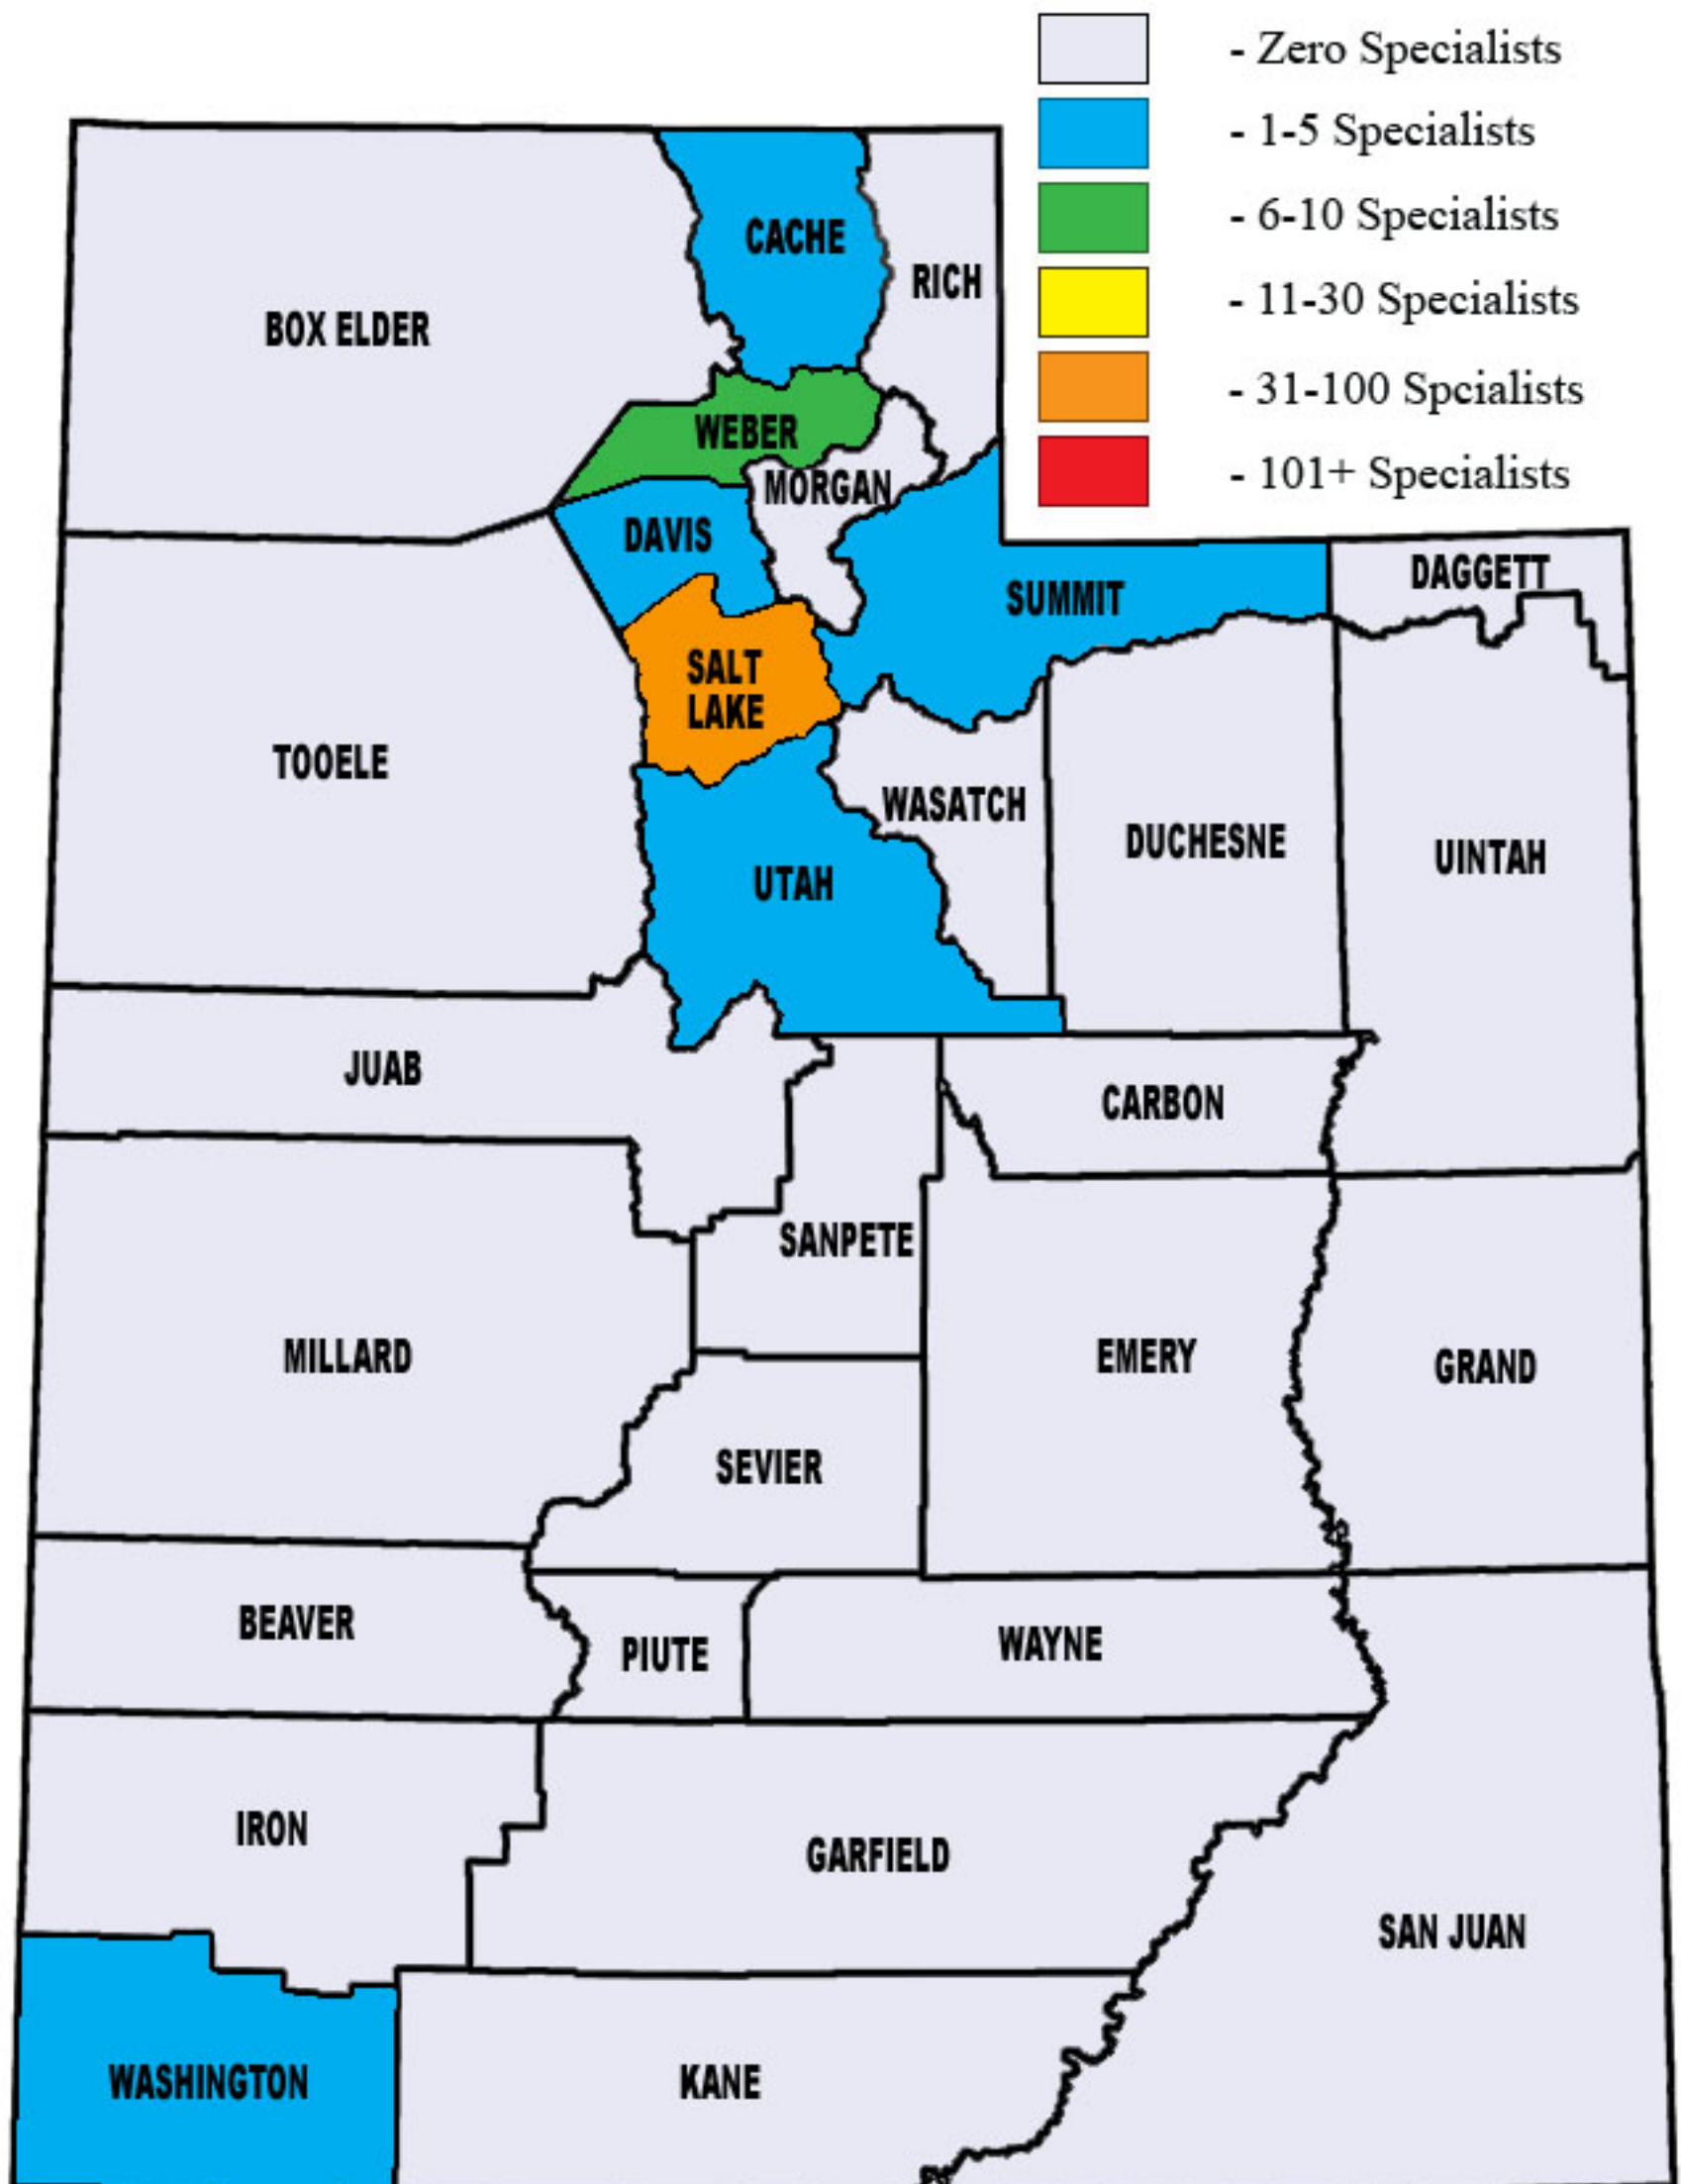 - Zero Specialists
- 1-5 Specialists
- 6-10 Specialists
- 11-30 Specialists
- 31-100 Spcialists
- 101+ Specialists
CACHE
RICH
BOX ELDER
WEBER
MORGAN
DAVIS
DAGGETT
SUMMIT
SALT
LAKE
TOOELE
WASATCH
DUCHESNE
UINTAH
UTAH
JUAB
CARBON
SANPETE
MILLARD
EMERY
GRAND
SEVIER
BEAVER
PIUTE
WAYNE
IRON
GARFIELD
SAN JUAN
WASHINGTON
KANE